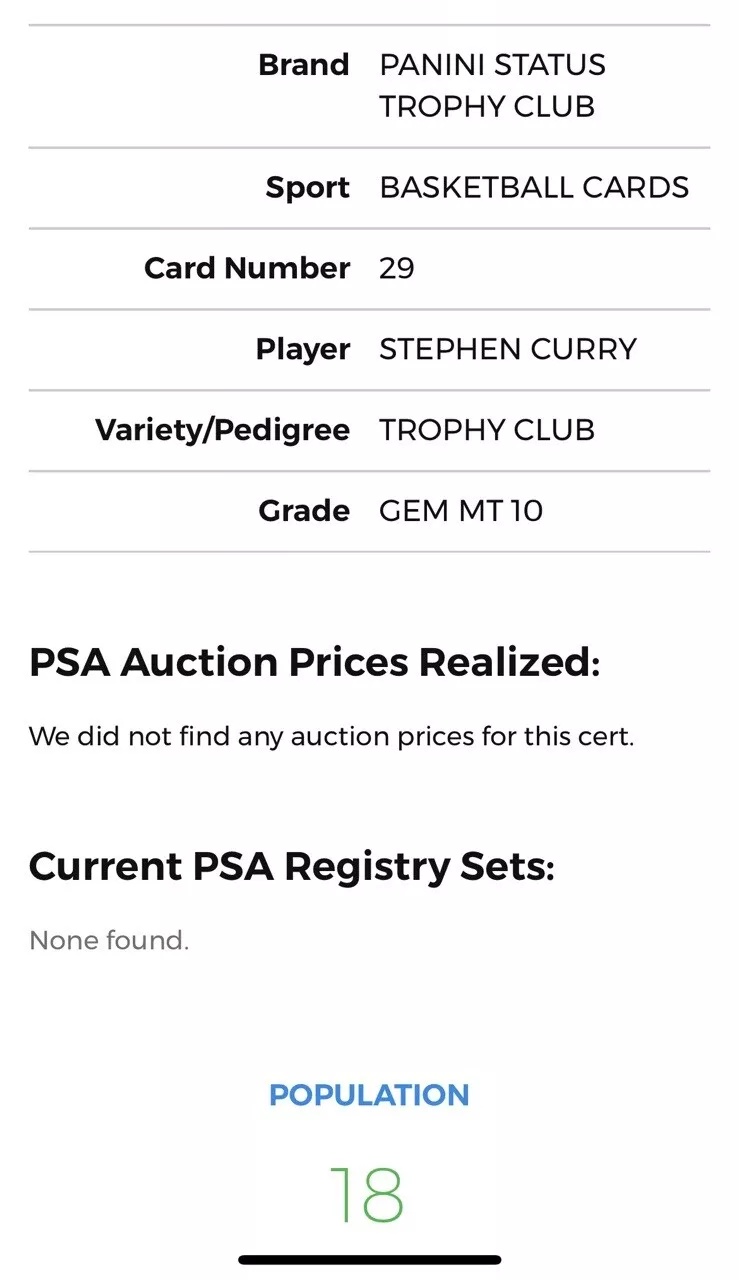 Brand PANINI STATUS
TROPHY CLUB
Sport BASKETBALL CARDS
Card Number 29
Player STEPHEN CURRY
Variety/Pedigree TROPHY CLUB
Grade GEM MT 10
PSA Auction Prices Realized:
We did not find any auction prices for this cert.
Current PSA Registry Sets:
None found.
POPULATION
18